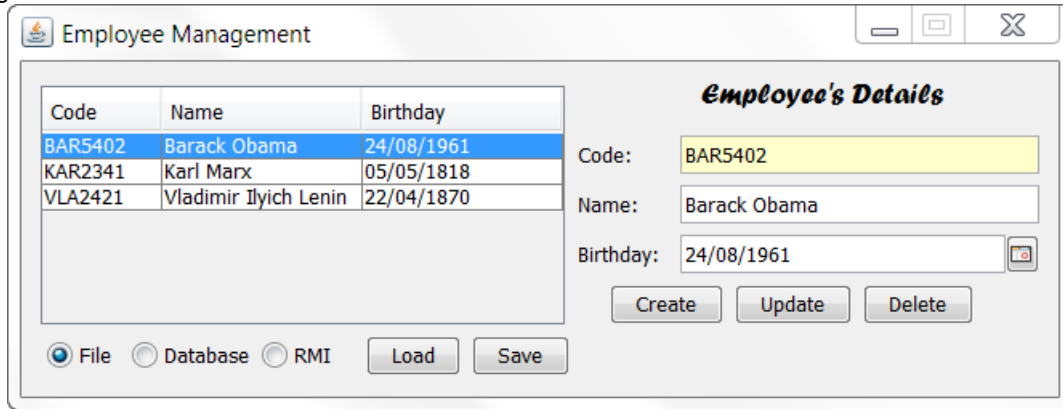 Employee Management
Code Name Birthday
BAR5402 Barack Obama 24/08/1961
KAR2341 Karl Marx 05/05/1818
VLA2421 Vladimir Ilyich Lenin 22/04/1870
File Database RMI Load Save
Employee's Details
Code: BAR5402
Name: Barack Obama
Birthday: 24/08/1961
Create Update Delete